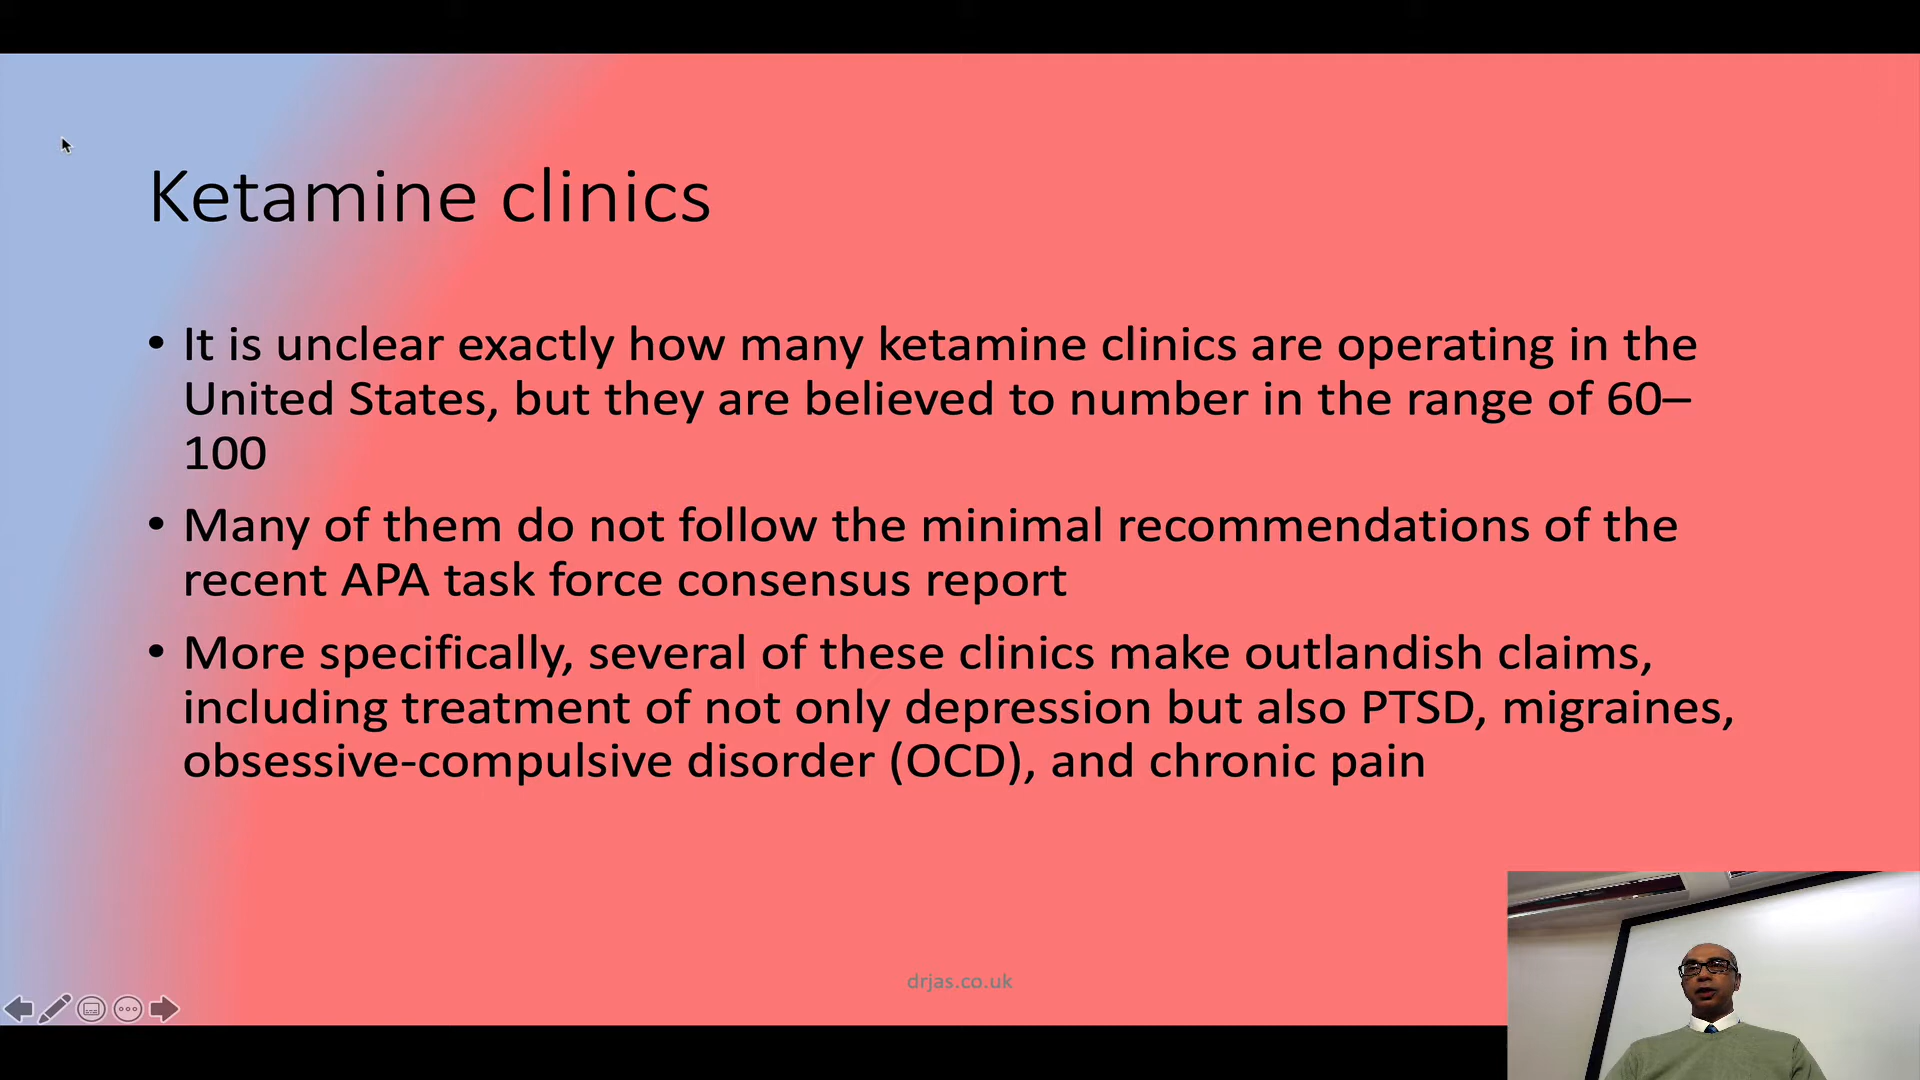 Ketamine clinics
• It is unclear exactly how many ketamine clinics are operating in the
United States, but they are believed to number in the range of 60–
100
• Many of them do not follow the minimal recommendations of the
recent APA task force consensus report
• More specifically, several of these clinics make outlandish claims,
including treatment of not only depression but also PTSD, migraines,
obsessive-compulsive disorder (OCD), and chronic pain
drjas.co.uk